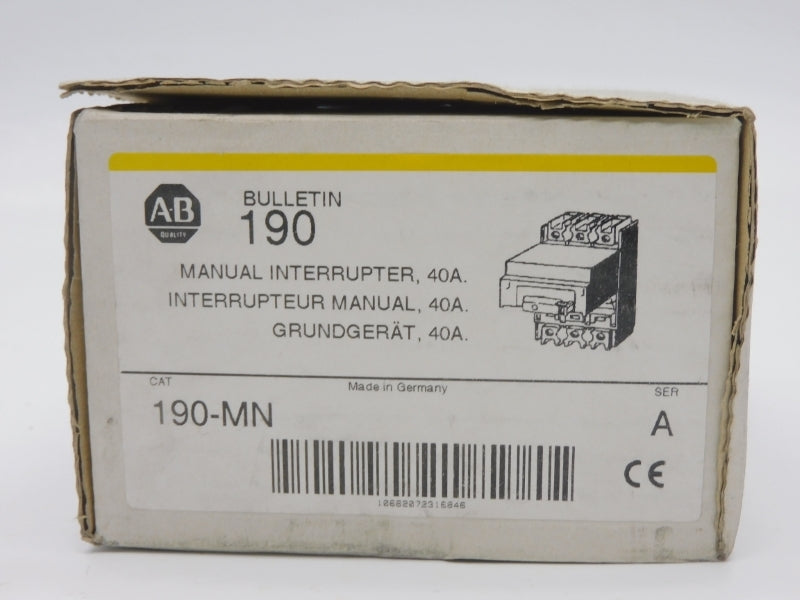 A-B
QUALITY
BULLETIN
190
MANUAL INTERRUPTER, 40A.
INTERRUPTEUR MANUAL, 40A.
GRUNDGERÄT, 40A.
CAT
Made in Germany
SER
190-MN
A
CE
10662072316846